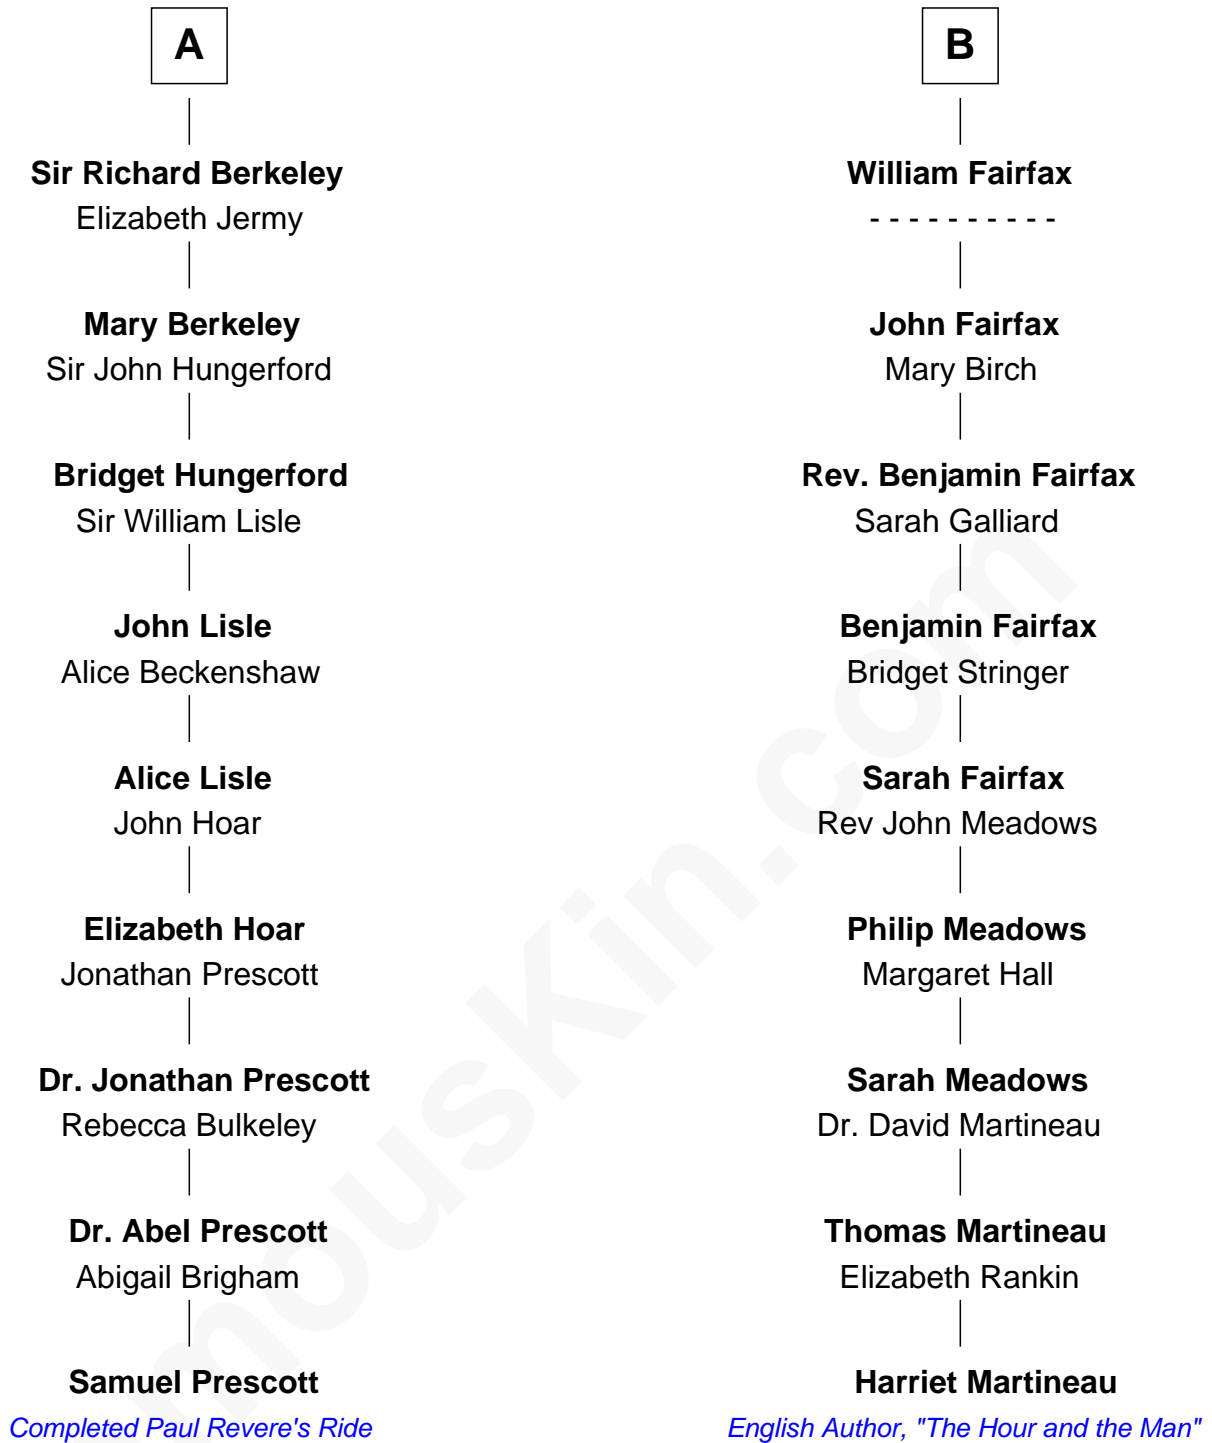 A
Sir Richard Berkeley
Elizabeth Jermy
Mary Berkeley
Sir John Hungerford
Bridget Hungerford
Sir William Lisle
John Lisle
Alice Beckenshaw
Alice Lisle
John Hoar
Elizabeth Hoar
Jonathan Prescott
Dr. Jonathan Prescott
Rebecca Bulkeley
Dr. Abel Prescott
Abigail Brigham
Samuel Prescott
Completed Paul Revere's Ride
B
William Fairfax
- - - - - - - - - -
John Fairfax
Mary Birch
Rev. Benjamin Fairfax
Sarah Galliard
Benjamin Fairfax
Bridget Stringer
Sarah Fairfax
Rev John Meadows
Philip Meadows
Margaret Hall
Sarah Meadows
Dr. David Martineau
Thomas Martineau
Elizabeth Rankin
Harriet Martineau
English Author, "The Hour and the Man"
mousKin.com